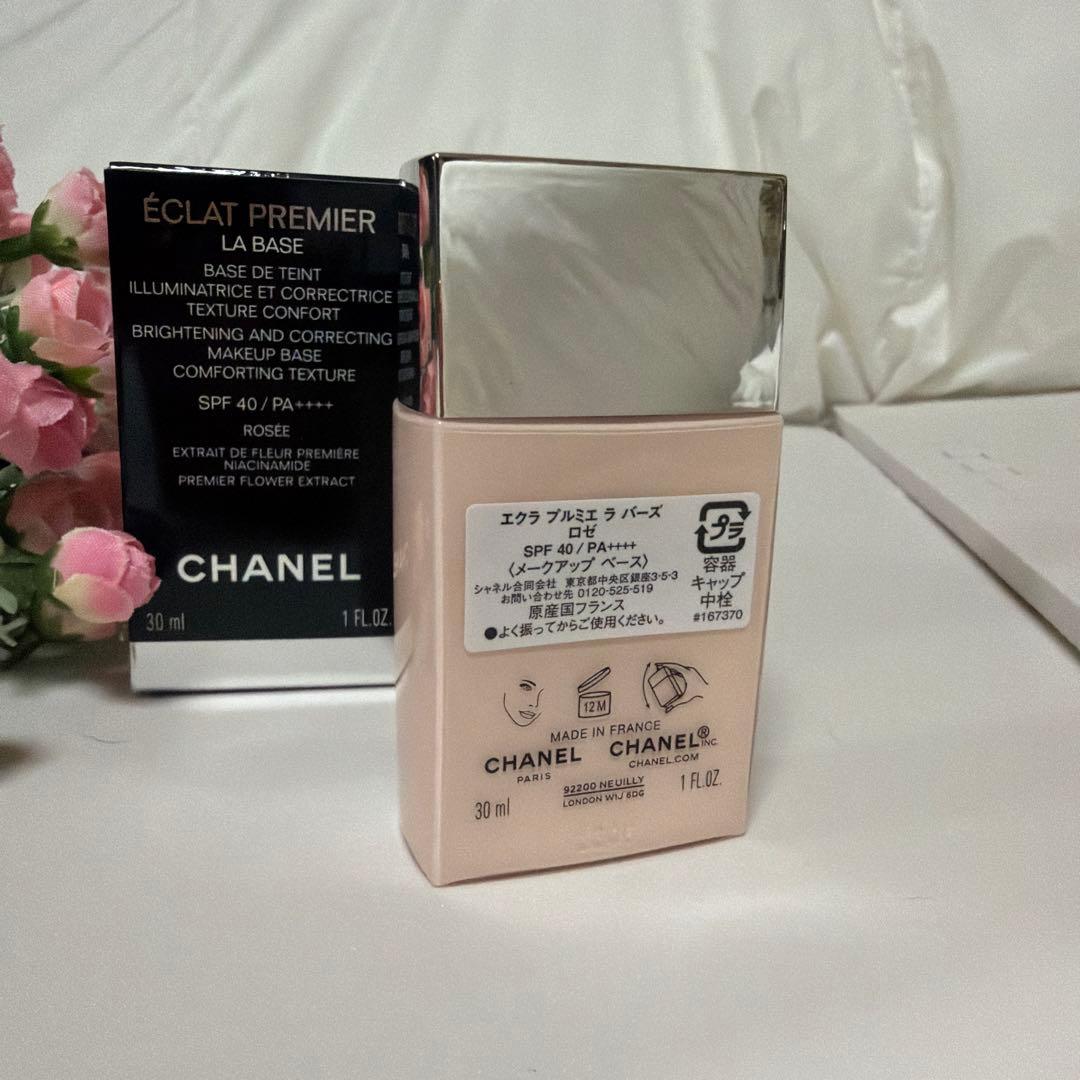 ÉCLAT PREMIER
LA BASE
BASE DE TEINT
ILLUMINATRICE ET CORRECTRICE
TEXTURE CONFORT
BRIGHTENING AND CORRECTING
MAKEUP BASE
COMFORTING TEXTURE
SPF 40 / PA++++
ROSÉE
EXTRAIT DE FLEUR PREMIÈRE
NIACINAMIDE
PREMIER FLOWER EXTRACT
CHANEL
30 ml 1 FL.OZ.
エクラ プルミエ ラ バーズ
ロゼ
SPF 40 / PA++++
〈メークアップ ベース〉
シャネル合同会社 東京都中央区銀座3-5-3
お問い合わせ先 0120-525-519
原産国フランス
●よく振ってからご使用ください。
プラ
容器
キャップ
中栓
#167370
12 M
MADE IN FRANCE
CHANEL
PARIS
CHANEL® INC.
CHANEL.COM
92200 NEUILLY
LONDON W1J 6DG
30 ml 1 FL.OZ.